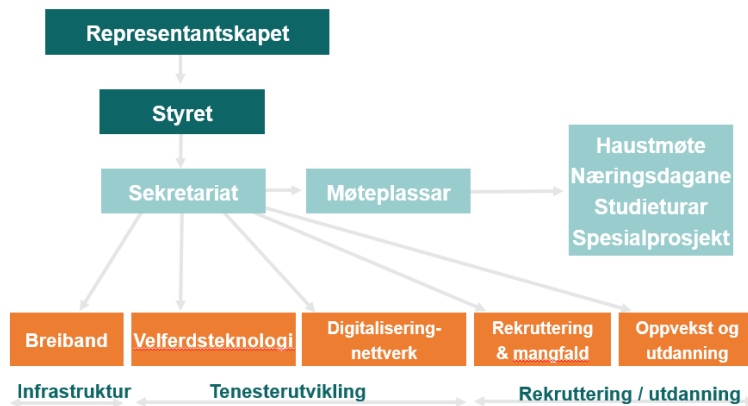 Representantskapet
Styret
Sekretariat
Møteplassar
Haustmøte
Næringsdagane
Studieturar
Spesialprosjekt
Breiband
Velferdsteknologi
Digitalisering-
nettverk
Rekruttering
& mangfald
Oppvekst og
utdanning
Infrastruktur
Tenesterutvikling
Rekruttering / utdanning